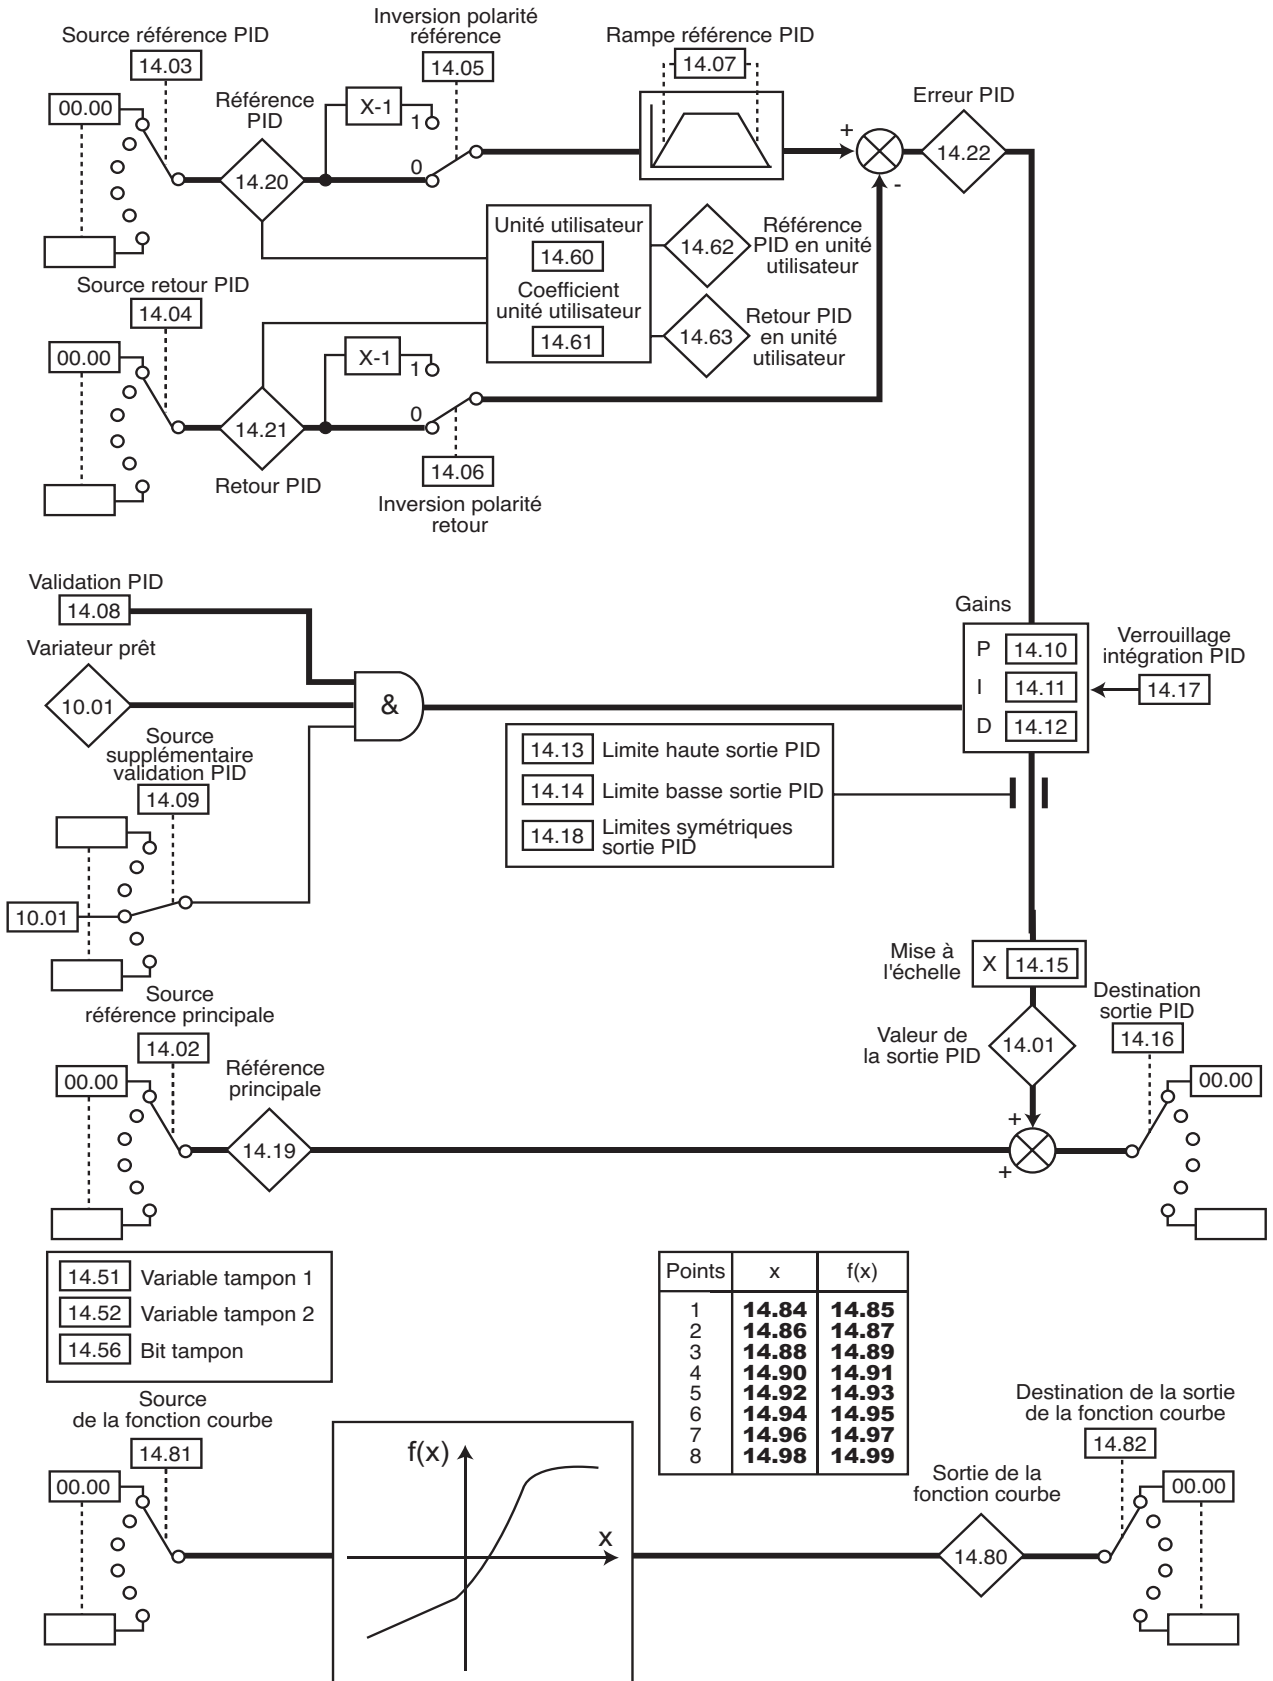 Source référence PID
14.03
Inversion polarité
référence
14.05
Rampe référence PID
14.07
00.00
Référence
PID
X-1
1
0
14.20
+
-
Erreur PID
14.22
Unité utilisateur
14.60
Coefficient
unité utilisateur
14.61
14.62
Référence
PID en unité
utilisateur
14.63
Retour PID
en unité
utilisateur
Source retour PID
14.04
00.00
X-1
1
0
14.21
Retour PID
14.06
Inversion polarité
retour
Validation PID
14.08
Variateur prêt
10.01
&
Source
supplémentaire
validation PID
14.09
10.01
Gains
P 14.10
I 14.11
D 14.12
Verrouillage
intégration PID
14.17
14.13 Limite haute sortie PID
14.14 Limite basse sortie PID
14.18 Limites symétriques
sortie PID
Mise à
l'échelle
X 14.15
Valeur de
la sortie PID
14.01
Destination
sortie PID
14.16
00.00
+
+
Source
référence principale
14.02
00.00
Référence
principale
14.19
14.51 Variable tampon 1
14.52 Variable tampon 2
14.56 Bit tampon
Points x f(x)
1 14.84 14.85
2 14.86 14.87
3 14.88 14.89
4 14.90 14.91
5 14.92 14.93
6 14.94 14.95
7 14.96 14.97
8 14.98 14.99
Source
de la fonction courbe
14.81
00.00
f(x)
x
Sortie de la
fonction courbe
14.80
Destination de la sortie
de la fonction courbe
14.82
00.00